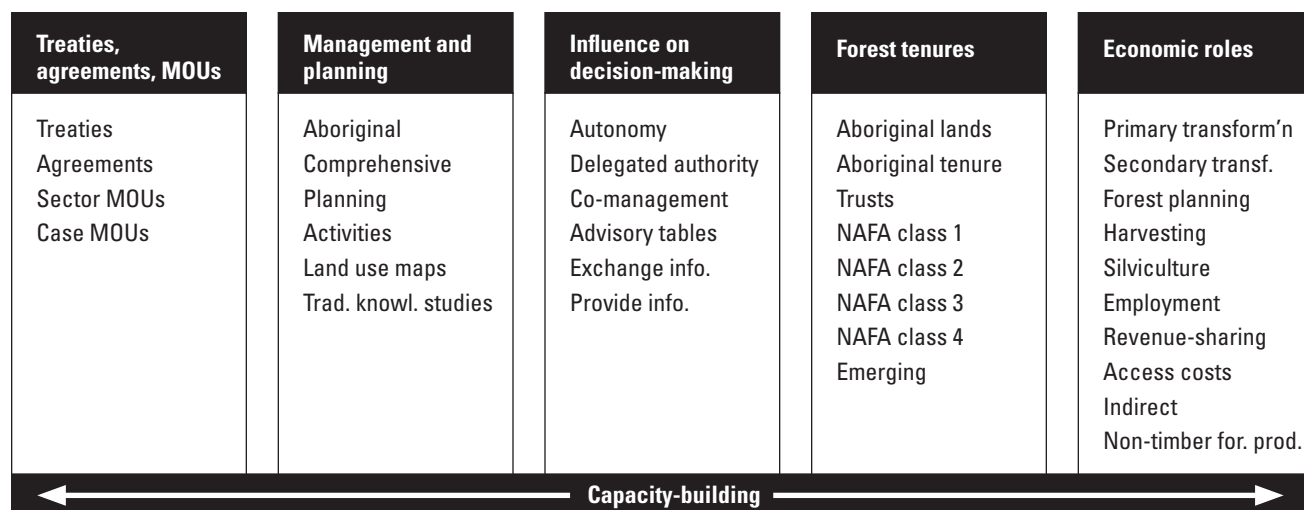 Treaties,
agreements, MOUs
Treaties
Agreements
Sector MOUs
Case MOUs
Management and
planning
Aboriginal
Comprehensive
Planning
Activities
Land use maps
Trad. knowl. studies
Influence on
decision-making
Autonomy
Delegated authority
Co-management
Advisory tables
Exchange info.
Provide info.
Forest tenures
Aboriginal lands
Aboriginal tenure
Trusts
NAFA class 1
NAFA class 2
NAFA class 3
NAFA class 4
Emerging
Economic roles
Primary transform'n
Secondary transf.
Forest planning
Harvesting
Silviculture
Employment
Revenue-sharing
Access costs
Indirect
Non-timber for. prod.
Capacity-building